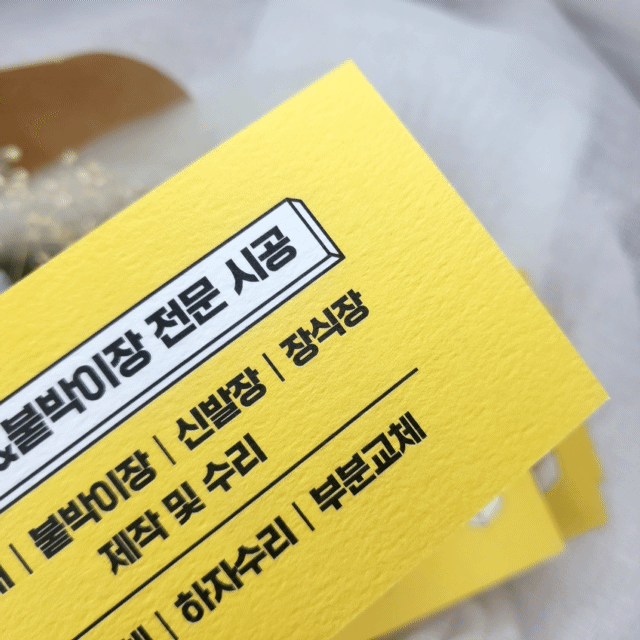 &붙박이장 전문 시공
| 붙박이장 | 신발장 | 장식장
제작 및 수리
| 하자수리 | 부분교체